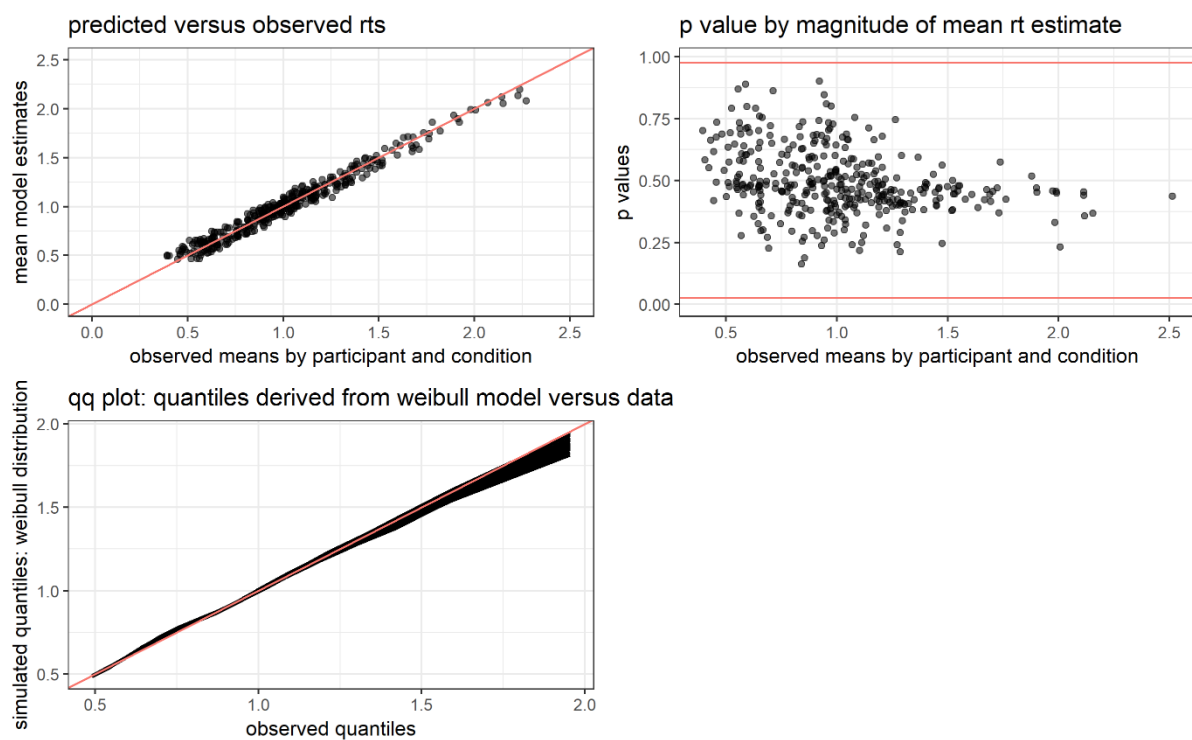 predicted versus observed rts
mean model estimates
2.5
2.0
1.5
1.0
0.5
0.0
0.0 0.5 1.0 1.5 2.0 2.5
observed means by participant and condition
p value by magnitude of mean rt estimate
p values
1.00
0.75
0.50
0.25
0.00
0.5 1.0 1.5 2.0 2.5
observed means by participant and condition
qq plot: quantiles derived from weibull model versus data
simulated quantiles: weibull distribution
2.0
1.5
1.0
0.5
0.5 1.0 1.5 2.0
observed quantiles